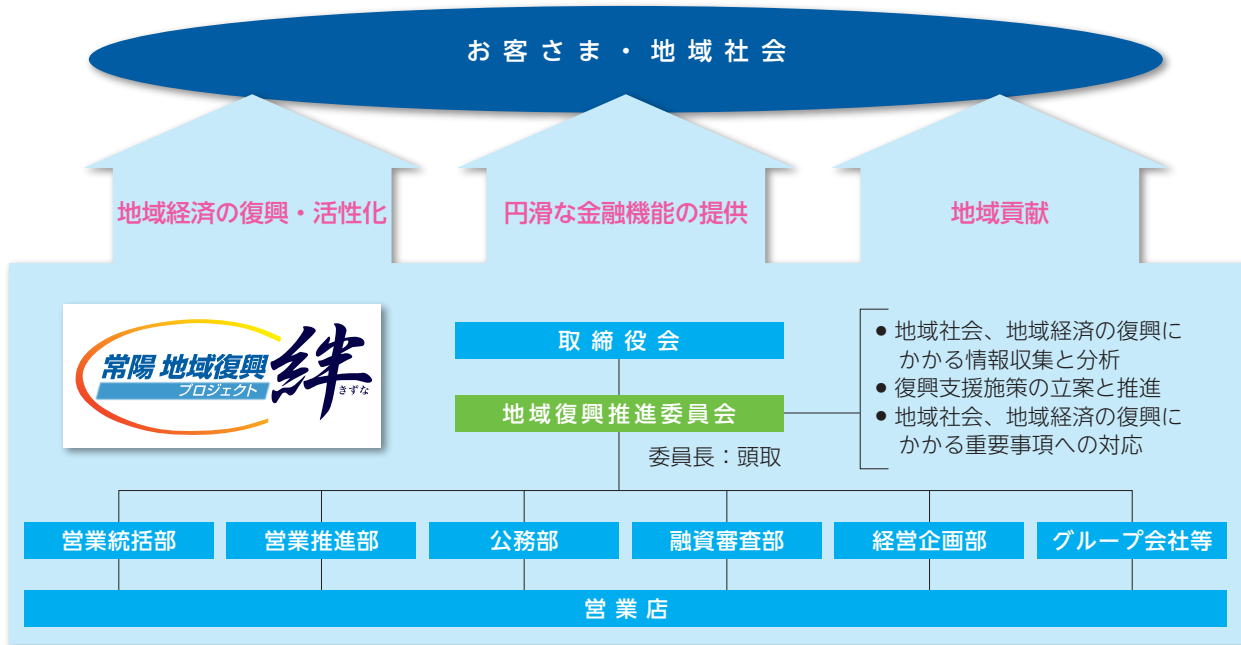 お客さま・地域社会
地域経済の復興・活性化
円滑な金融機能の提供
地域貢献
常陽 地域復興
プロジェクト
絆
きずな
取締役会
地域復興推進委員会
委員長：頭取
● 地域社会、地域経済の復興に
かかる情報収集と分析
● 復興支援施策の立案と推進
● 地域社会、地域経済の復興に
かかる重要事項への対応
営業統括部
営業推進部
公務部
融資審査部
経営企画部
グループ会社等
営業店